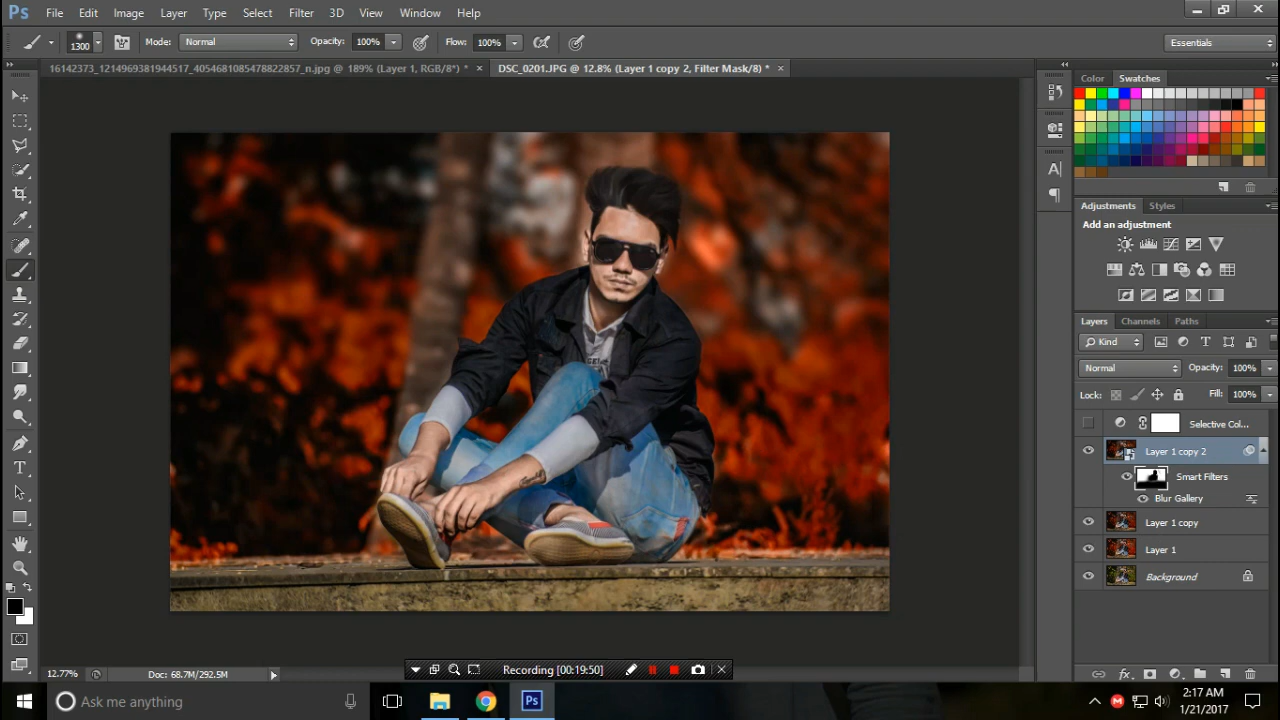 Ps File Edit Image Layer Type Select Filter 3D View Window Help
1300 Mode: Normal Opacity: 100% Flow: 100% Essentials
16142373_1214969381944517_4054681085478822857_n.jpg @ 189% (Layer 1, RGB/8*) * × DSC_0201.JPG @ 12.8% (Layer 1 copy 2, Filter Mask/8) * ×
Color Swatches
Adjustments Styles
Add an adjustment
Layers Channels Paths
Kind
Normal Opacity: 100%
Lock: Fill: 100%
Selective Col...
Layer 1 copy 2
Smart Filters
Blur Gallery
Layer 1 copy
Layer 1
Background
12.77% Doc: 68.7M/292.5M
Recording [00:19:50]
Ask me anything
Ps
2:17 AM
1/21/2017